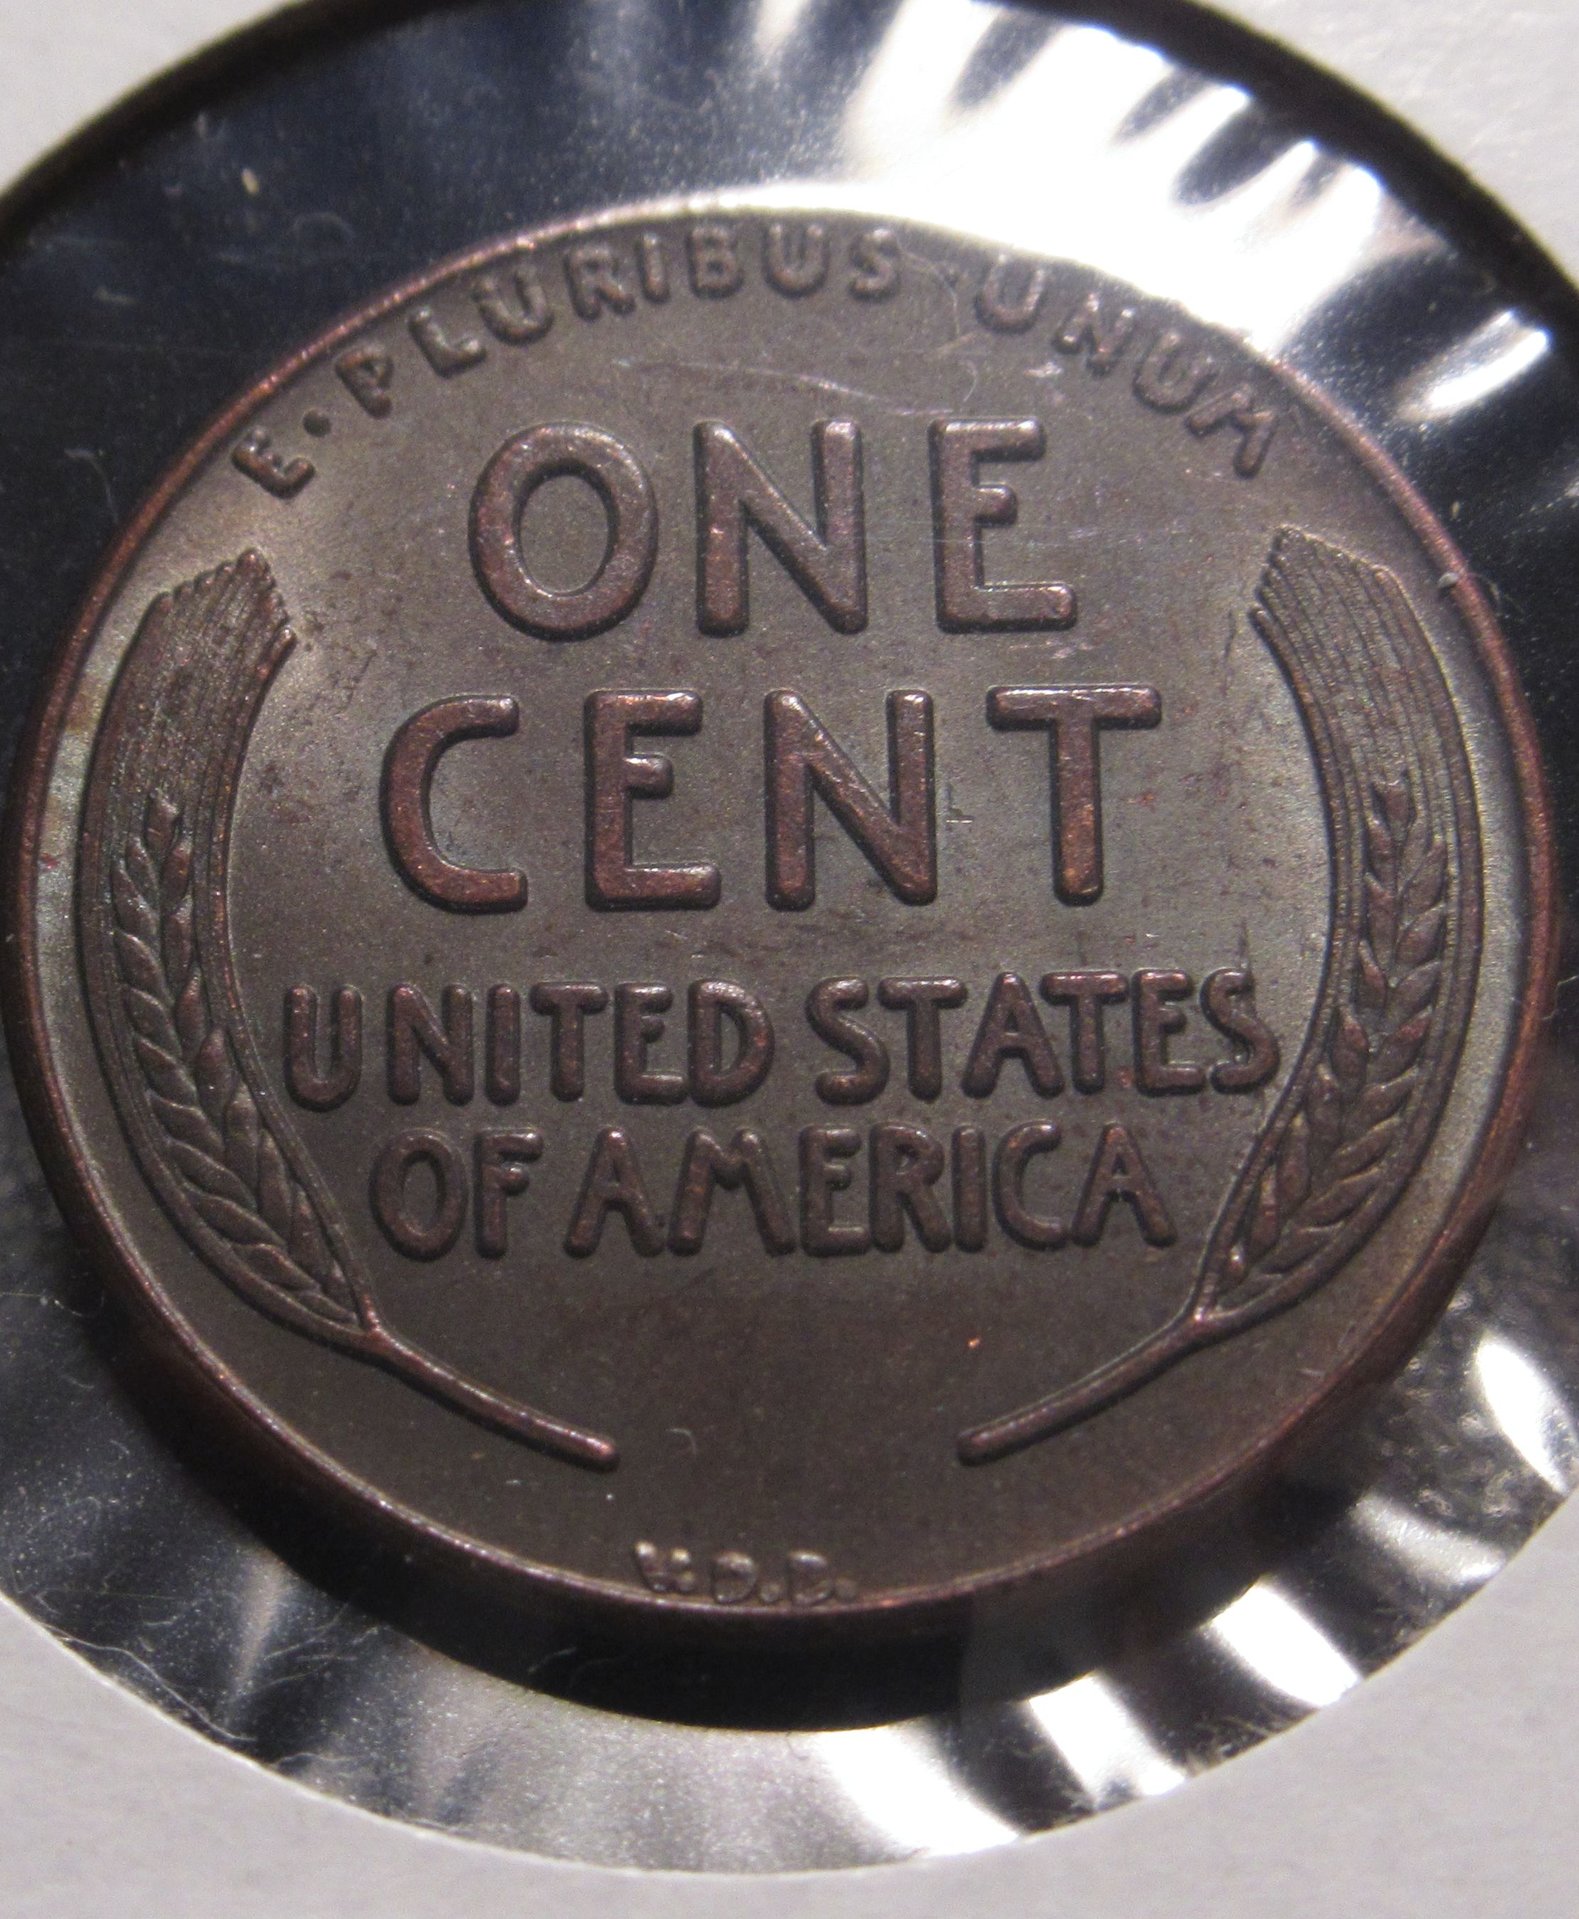 E·PLURIBUS·UNUM
ONE
CENT
UNITED STATES
OF AMERICA
V.D.B.